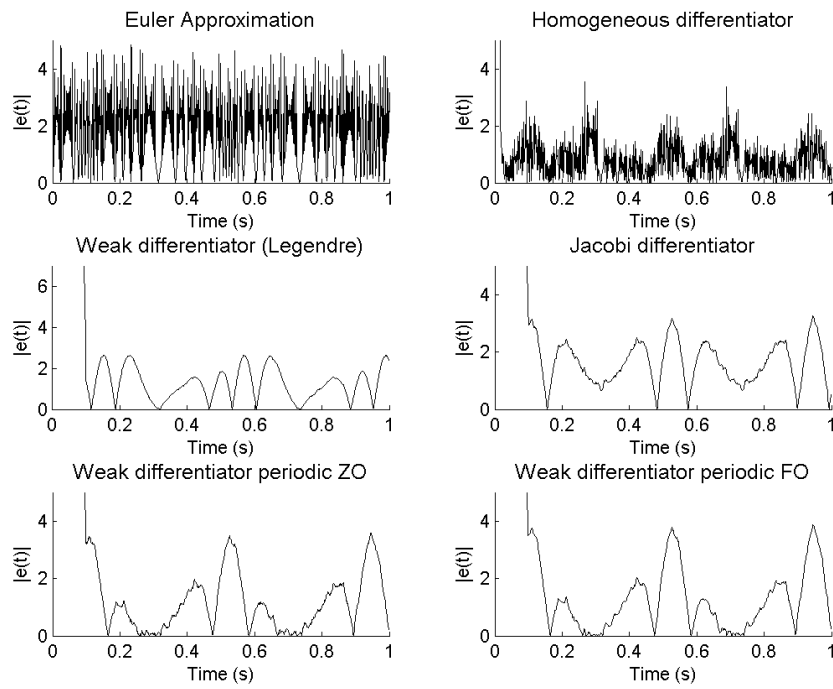 Euler Approximation
|e(t)|
4
2
0
0 0.2 0.4 0.6 0.8 1
Time (s)
Homogeneous differentiator
|e(t)|
4
2
0
0 0.2 0.4 0.6 0.8 1
Time (s)
Weak differentiator (Legendre)
|e(t)|
6
4
2
0
0 0.2 0.4 0.6 0.8 1
Time (s)
Jacobi differentiator
|e(t)|
4
2
0
0 0.2 0.4 0.6 0.8 1
Time (s)
Weak differentiator periodic ZO
|e(t)|
4
2
0
0 0.2 0.4 0.6 0.8 1
Time (s)
Weak differentiator periodic FO
|e(t)|
4
2
0
0 0.2 0.4 0.6 0.8 1
Time (s)